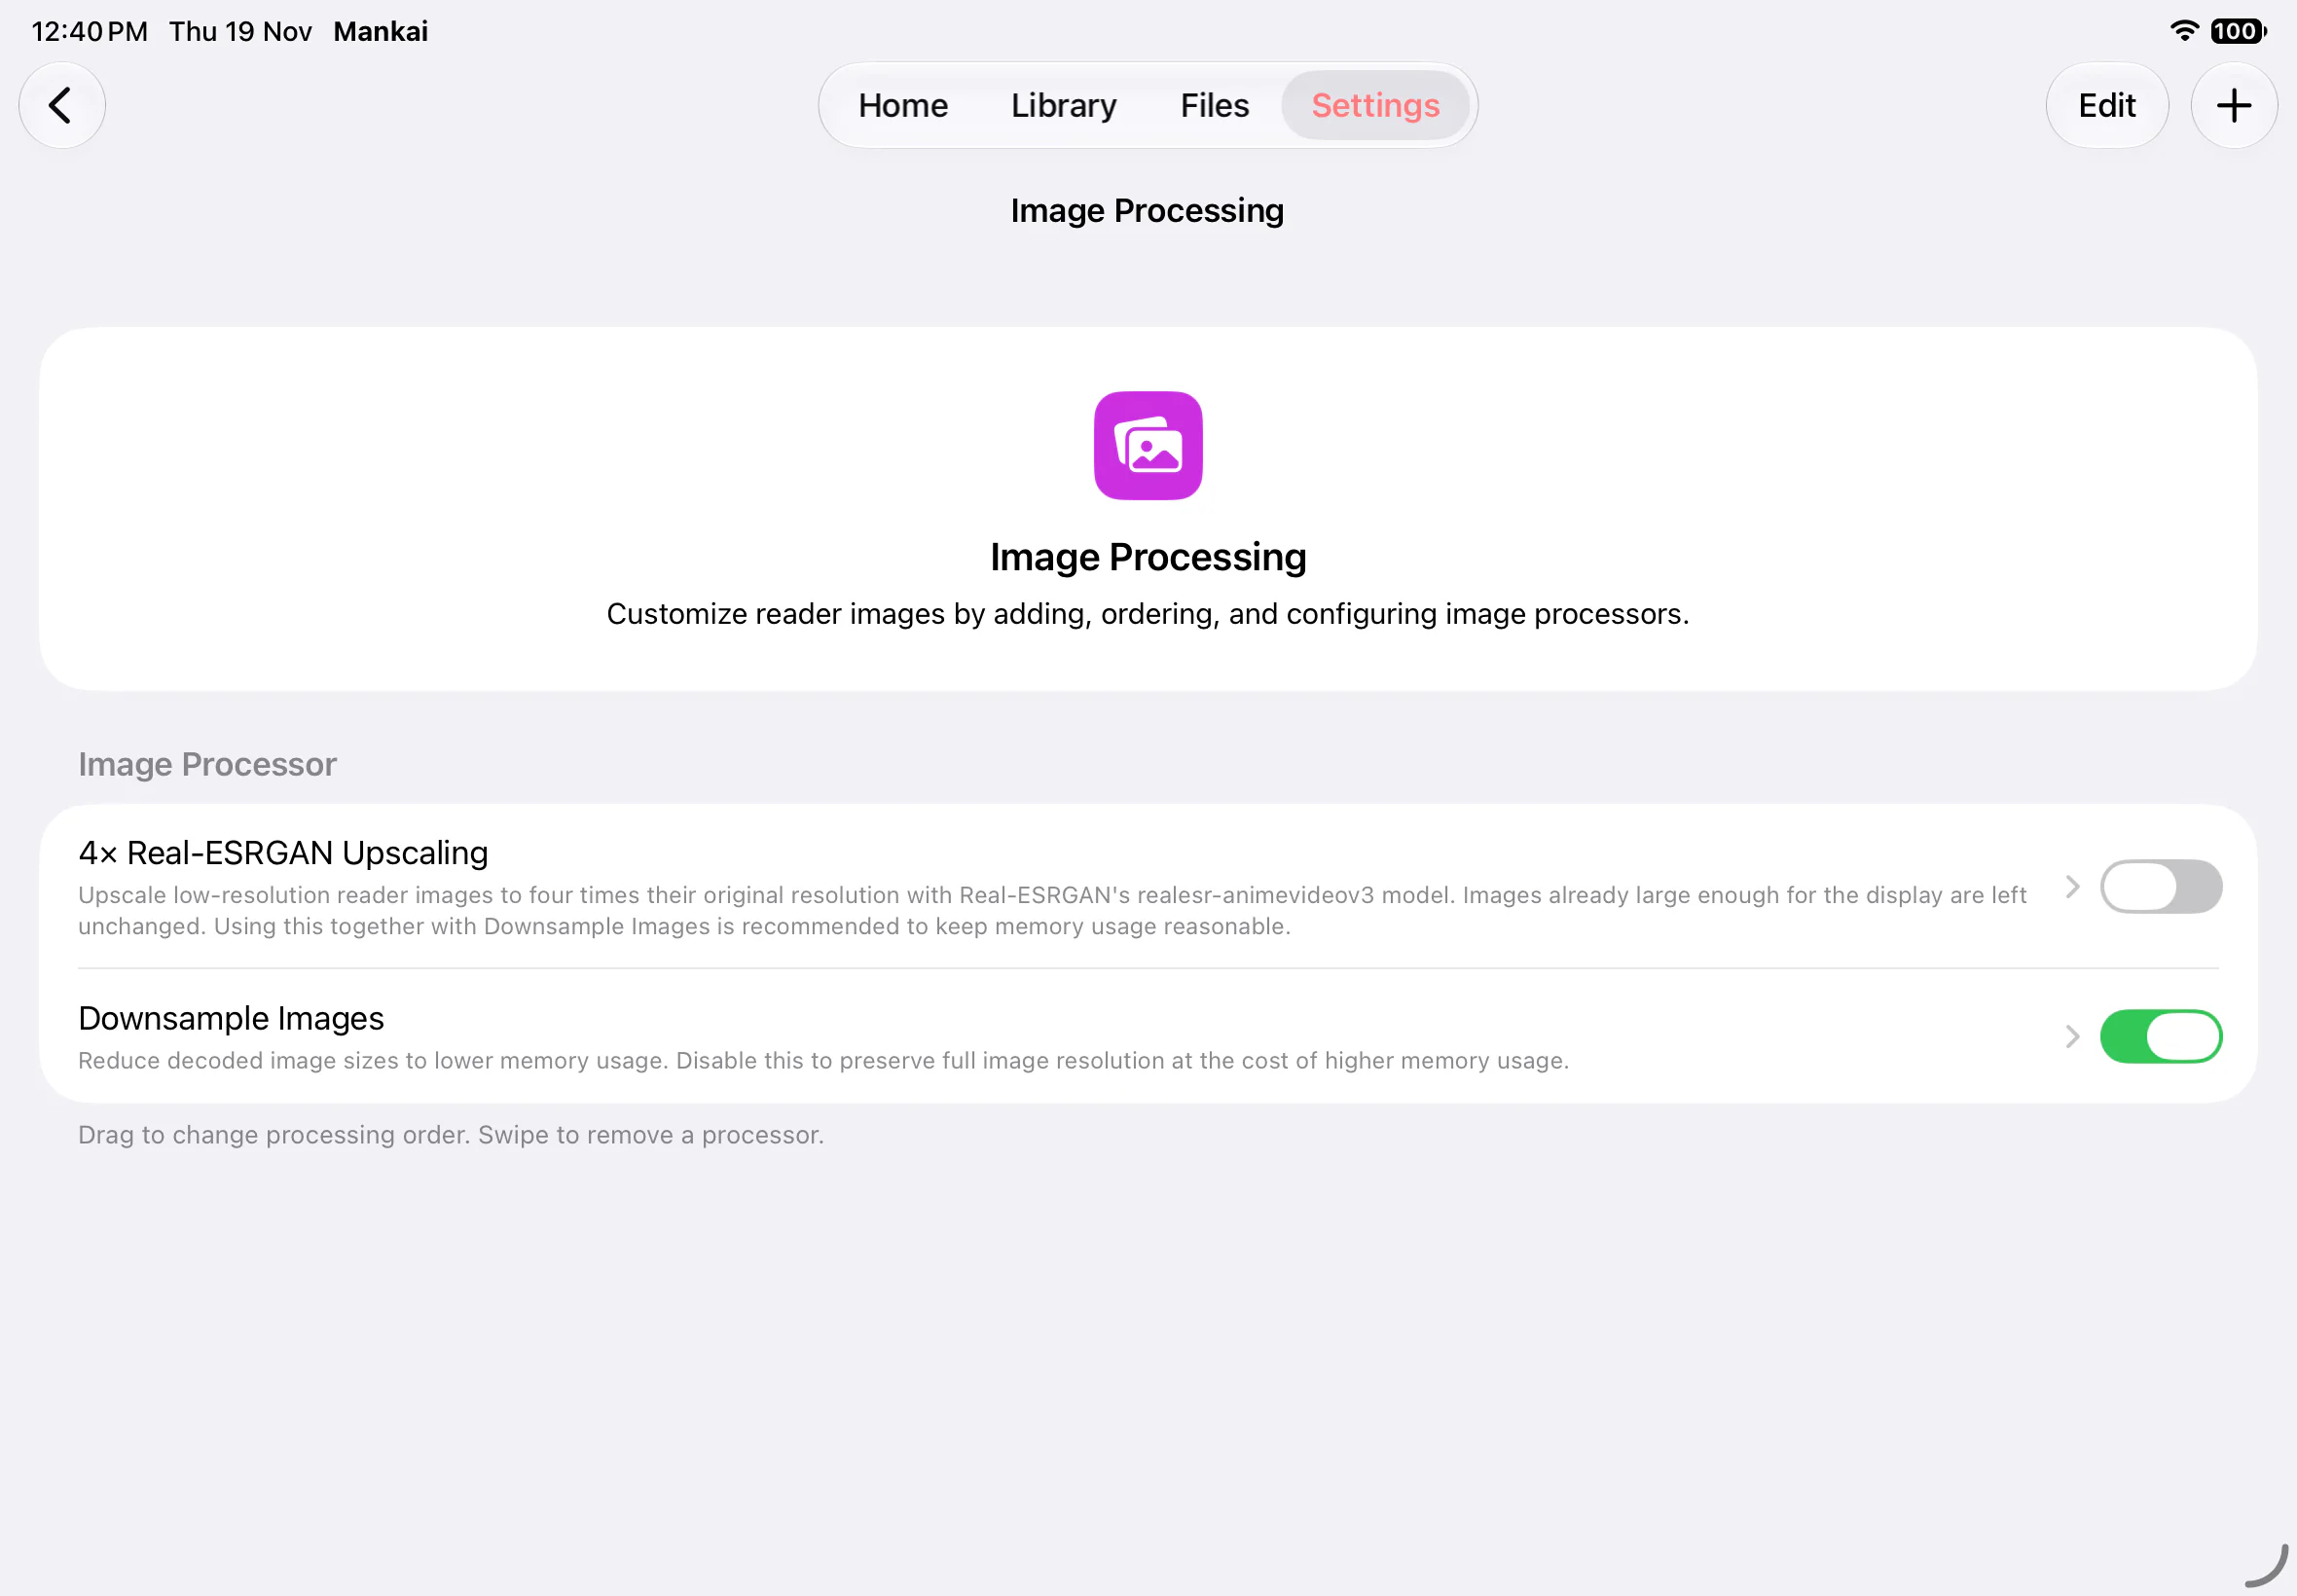 12:40 PM Thu 19 Nov Mankai
100
Home Library Files Settings
Edit
Image Processing
Image Processing
Customize reader images by adding, ordering, and configuring image processors.
Image Processor
4× Real-ESRGAN Upscaling
Upscale low-resolution reader images to four times their original resolution with Real-ESRGAN's realesr-animevideov3 model. Images already large enough for the display are left
unchanged. Using this together with Downsample Images is recommended to keep memory usage reasonable.
Downsample Images
Reduce decoded image sizes to lower memory usage. Disable this to preserve full image resolution at the cost of higher memory usage.
Drag to change processing order. Swipe to remove a processor.